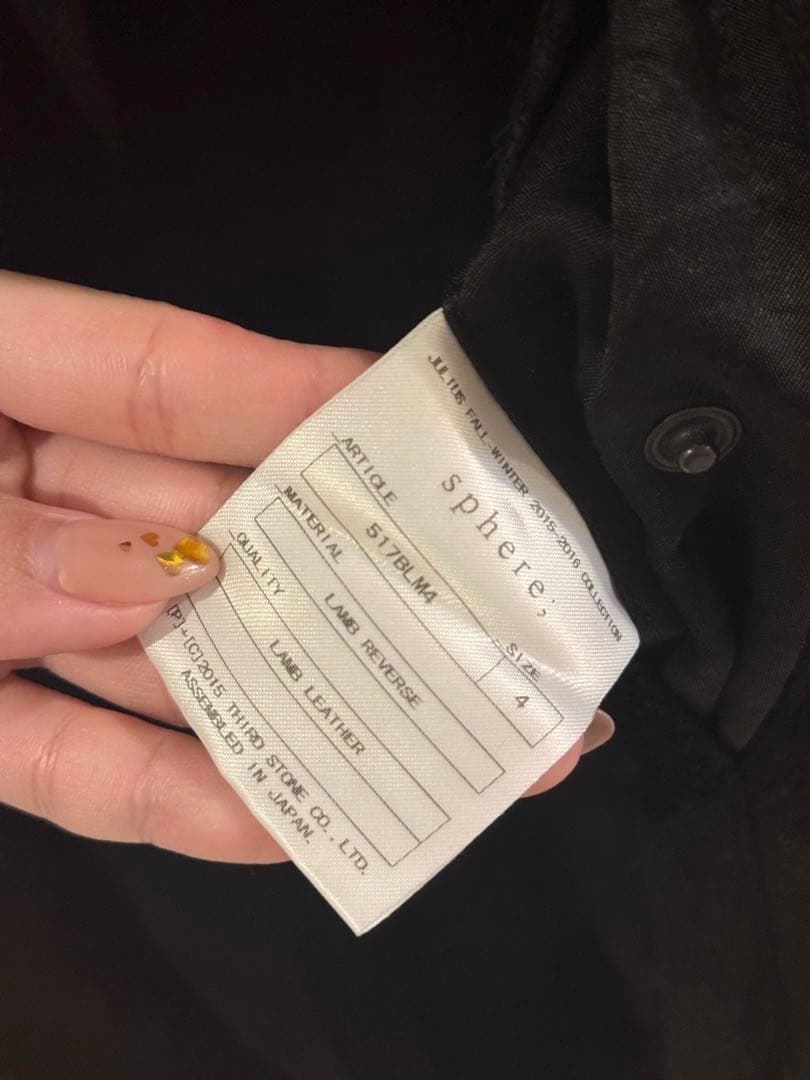 JULIUS FALL-WINTER 2015-2016 COLLECTION
sphere;
ARTICLE SIZE
517BLM4 4
MATERIAL
LAMB REVERSE
QUALITY
LAMB LEATHER
[P]+[C]2015 THIRD STONE CO.,LTD.
ASSEMBLED IN JAPAN.